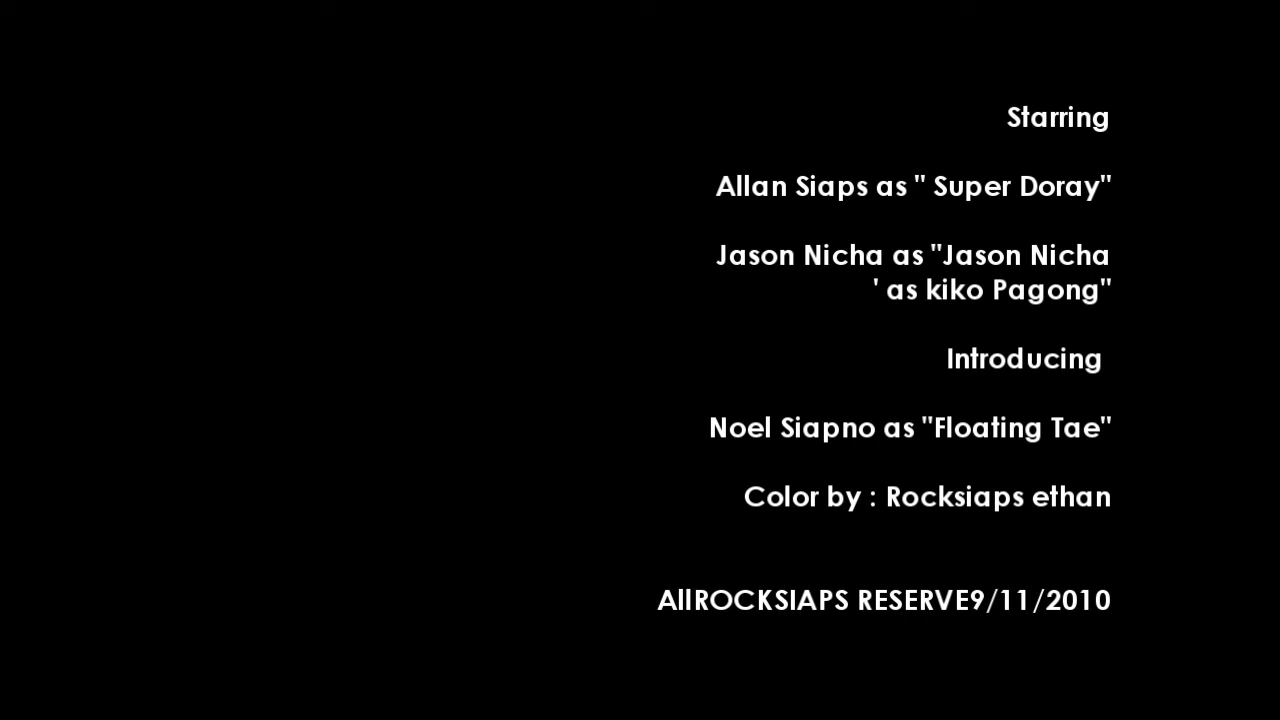 Starring
Allan Siaps as " Super Doray"
Jason Nicha as "Jason Nicha
' as kiko Pagong"
Introducing
Noel Siapno as "Floating Tae"
Color by : Rocksiaps ethan
AllROCKSIAPS RESERVE9/11/2010